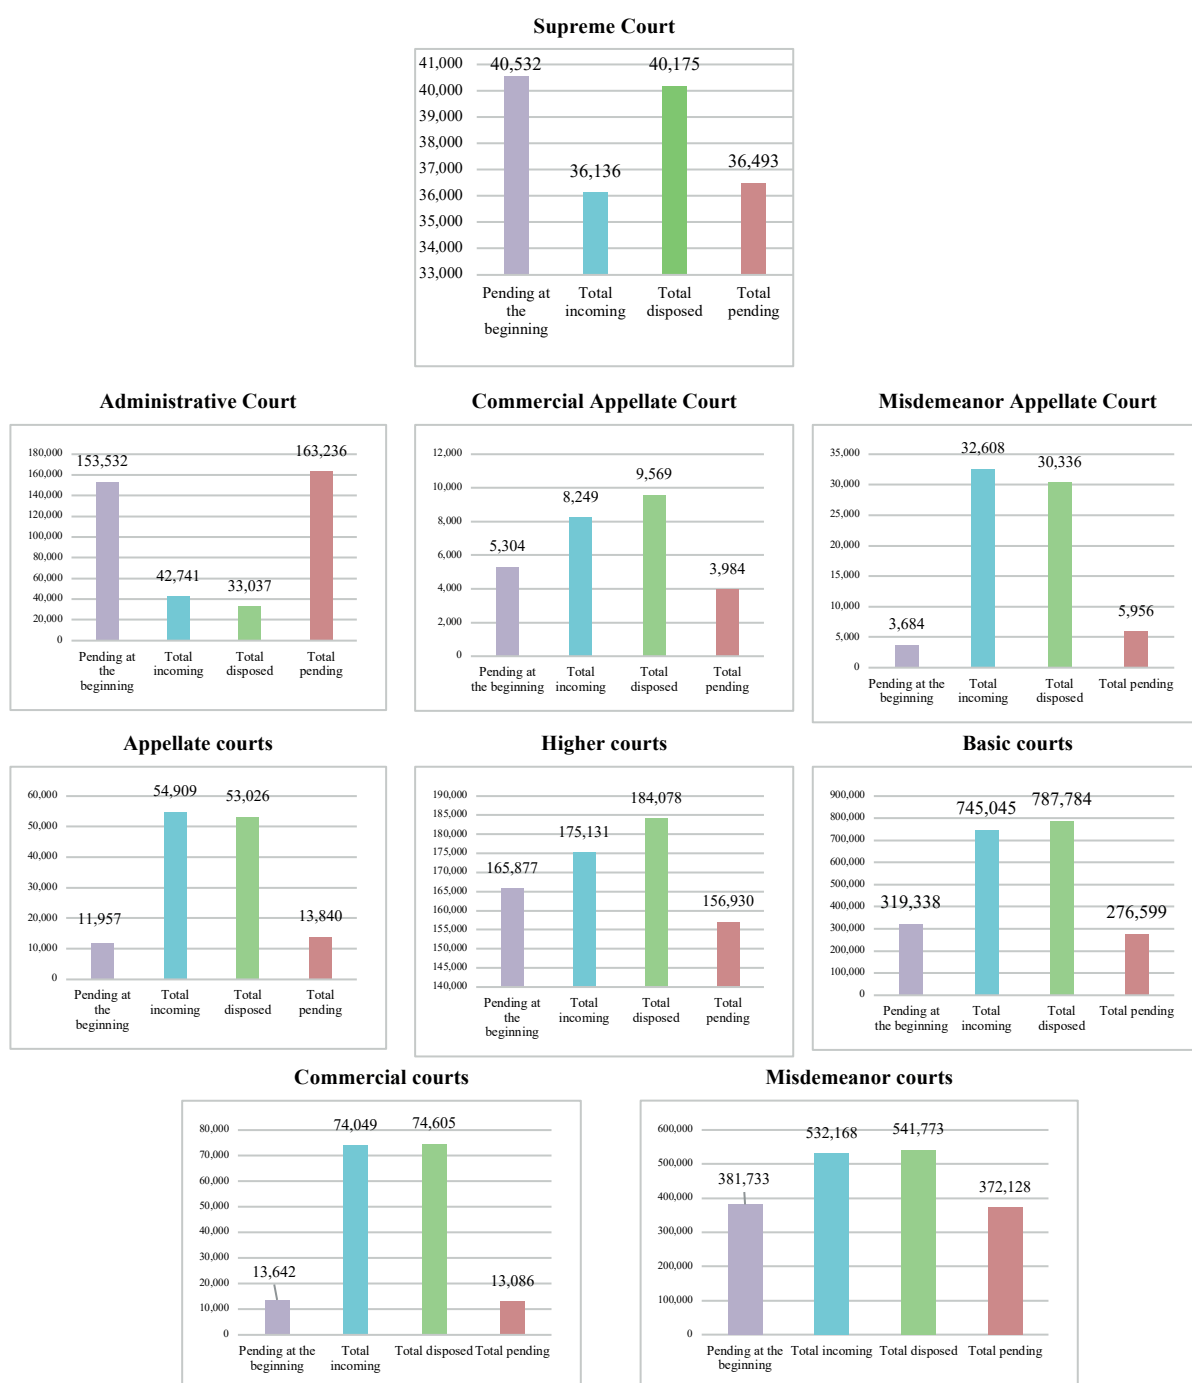 Supreme Court
41,000
40,000
39,000
38,000
37,000
36,000
35,000
34,000
33,000
40,532
36,136
40,175
36,493
Pending at
the
beginning
Total
incoming
Total
disposed
Total
pending
Administrative Court
180,000
160,000
140,000
120,000
100,000
80,000
60,000
40,000
20,000
0
153,532
42,741
33,037
163,236
Pending at
the
beginning
Total
incoming
Total
disposed
Total
pending
Commercial Appellate Court
12,000
10,000
8,000
6,000
4,000
2,000
0
5,304
8,249
9,569
3,984
Pending at
the beginning
Total
incoming
Total
disposed
Total
pending
Misdemeanor Appellate Court
35,000
30,000
25,000
20,000
15,000
10,000
5,000
0
3,684
32,608
30,336
5,956
Pending at the
beginning
Total
incoming
Total
disposed
Total pending
Appellate courts
60,000
50,000
40,000
30,000
20,000
10,000
0
11,957
54,909
53,026
13,840
Pending at
the
beginning
Total
incoming
Total
disposed
Total
pending
Higher courts
190,000
185,000
180,000
175,000
170,000
165,000
160,000
155,000
150,000
145,000
140,000
165,877
175,131
184,078
156,930
Pending at
the beginning
Total
incoming
Total
disposed
Total
pending
Basic courts
900,000
800,000
700,000
600,000
500,000
400,000
300,000
200,000
100,000
0
319,338
745,045
787,784
276,599
Pending at
the beginning
Total
incoming
Total
disposed
Total pending
Commercial courts
80,000
70,000
60,000
50,000
40,000
30,000
20,000
10,000
0
13,642
74,049
74,605
13,086
Pending at the
beginning
Total
incoming
Total disposed
Total pending
Misdemeanor courts
600,000
500,000
400,000
300,000
200,000
100,000
0
381,733
532,168
541,773
372,128
Pending at the
beginning
Total incoming
Total disposed
Total pending